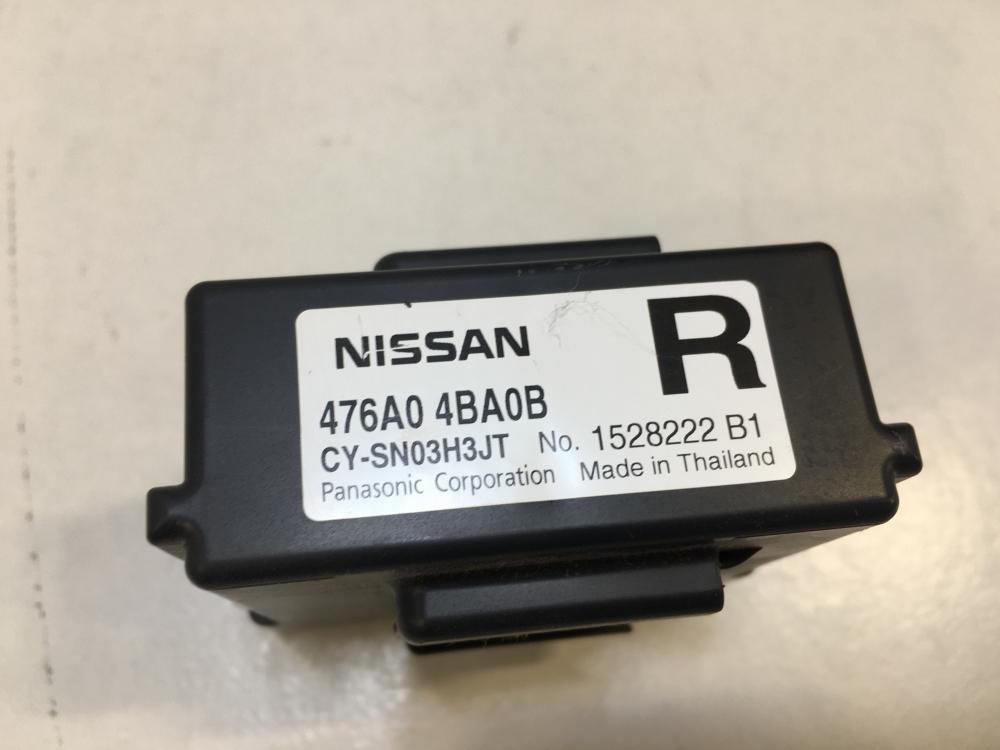 NISSAN R
476A0 4BA0B
CY-SN03H3JT No. 1528222 B1
Panasonic Corporation Made in Thailand